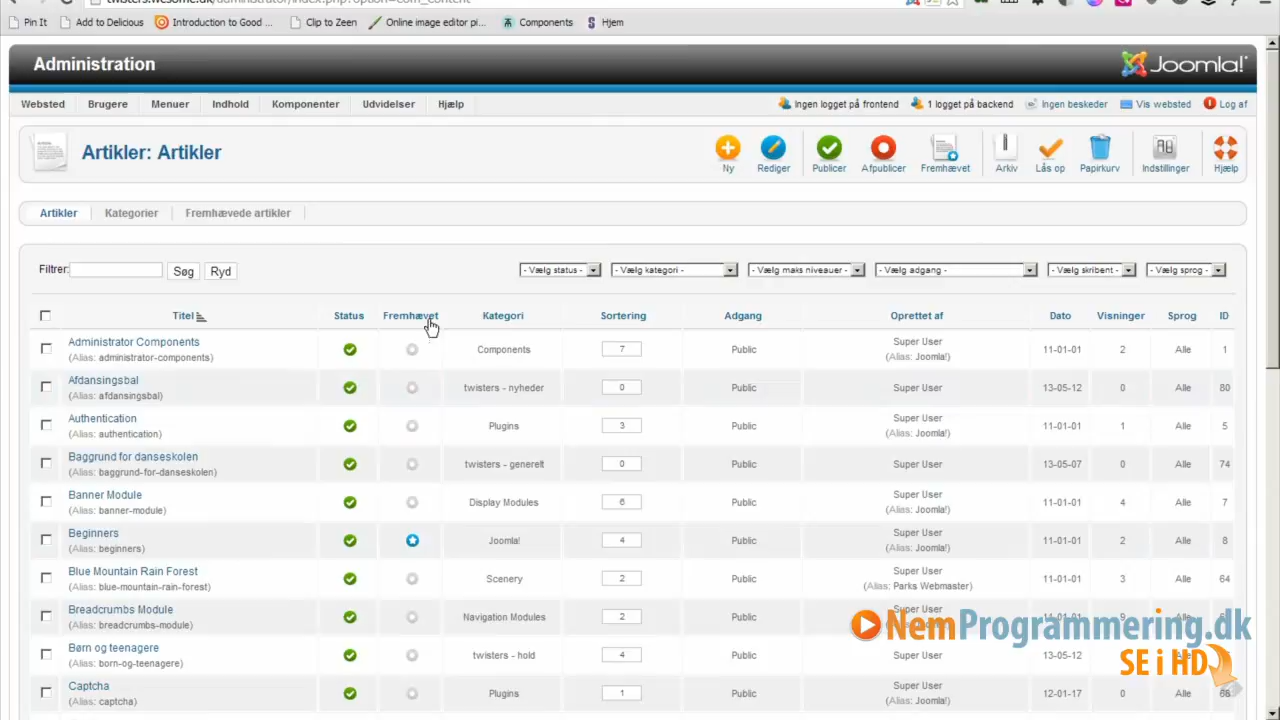 Pin It Add to Delicious Introduction to Good ... Clip to Zeen Online image editor pi... Components Hjem
Administration Joomla!
Websted Brugere Menuer Indhold Komponenter Udvidelser Hjælp Ingen logget på frontend 1 logget på backend Ingen beskeder Vis websted Log af
Artikler: Artikler Ny Rediger Publicer Afpublicer Fremhævet Arkiv Lås op Papirkurv Indstillinger Hjælp
Artikler Kategorier Fremhævede artikler
Filtrer: Søg Ryd - Vælg status - - Vælg kategori - - Vælg maks niveauer - - Vælg adgang - - Vælg skribent - - Vælg sprog -
Titel Status Fremhævet Kategori Sortering Adgang Oprettet af Dato Visninger Sprog ID
Administrator Components
(Alias: administrator-components) Components 7 Public Super User
(Alias: Joomla!) 11-01-01 2 Alle 1
Afdansingsbal
(Alias: afdansingsbal) twisters - nyheder 0 Public Super User 13-05-12 0 Alle 80
Authentication
(Alias: authentication) Plugins 3 Public Super User
(Alias: Joomla!) 11-01-01 1 Alle 5
Baggrund for danseskolen
(Alias: baggrund-for-danseskolen) twisters - generelt 0 Public Super User 13-05-07 0 Alle 74
Banner Module
(Alias: banner-module) Display Modules 6 Public Super User
(Alias: Joomla!) 11-01-01 4 Alle 7
Beginners
(Alias: beginners) Joomla! 4 Public Super User
(Alias: Joomla!) 11-01-01 2 Alle 8
Blue Mountain Rain Forest
(Alias: blue-mountain-rain-forest) Scenery 2 Public Super User
(Alias: Parks Webmaster) 11-01-01 3 Alle 64
Breadcrumbs Module
(Alias: breadcrumbs-module) Navigation Modules 2 Public Super User
(Alias: Joomla!) 11-01-01
NemProgrammering.dk
SE i HD
Børn og teenagere
(Alias: born-og-teenagere) twisters - hold 4 Public Super User 13-05-12
Captcha
(Alias: captcha) Plugins 1 Public Super User
(Alias: Joomla!) 12-01-17 0 Alle